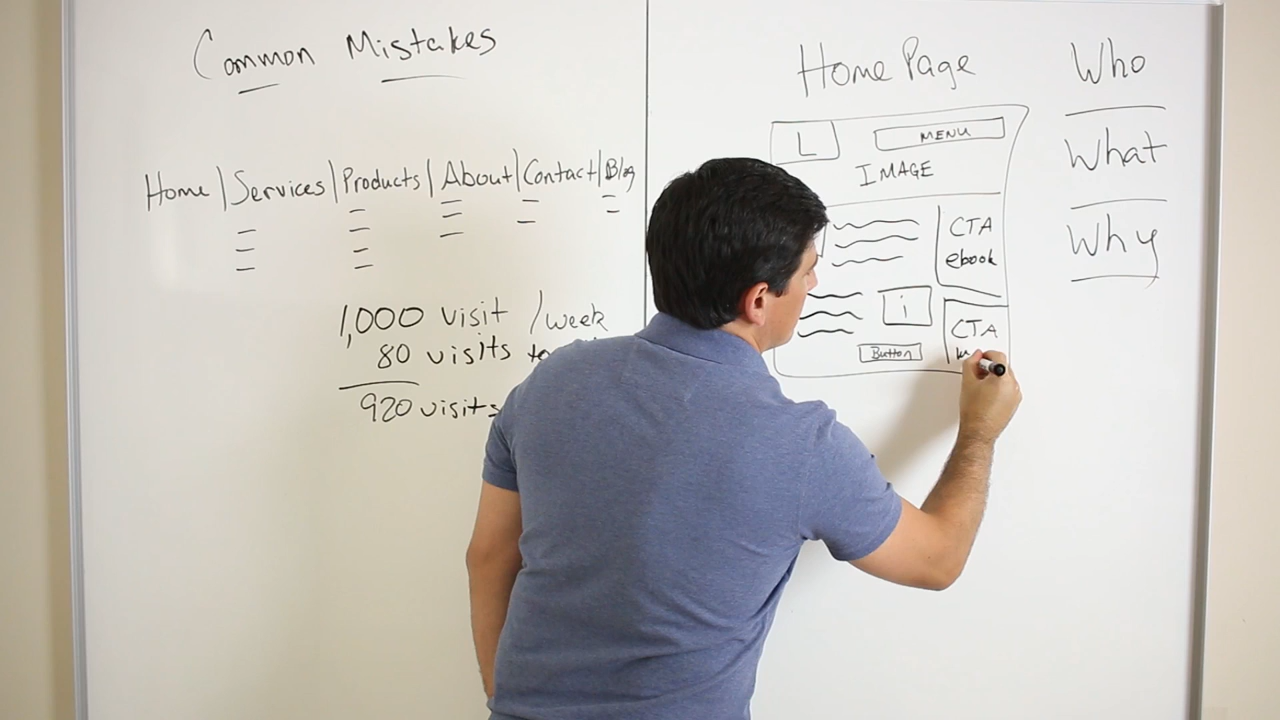 Common Mistakes
Home | Services | Products | About | Contact | Blog
1,000 visit /week
80 visits
920 visits
Home Page
L
MENU
IMAGE
CTA
ebook
i
Button
CTA
Who
What
Why